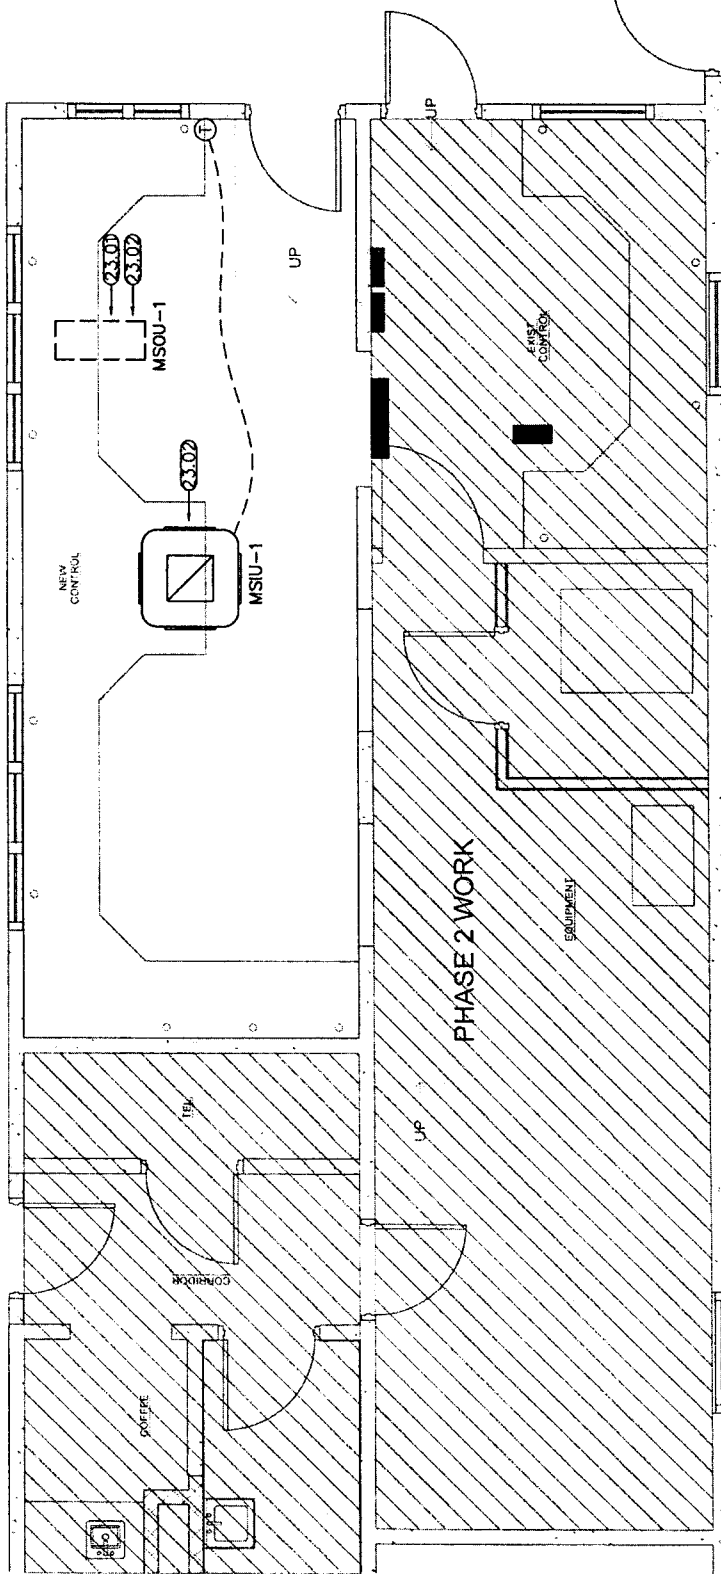 UP
T
23.01
23.02
MSOU-1
UP
EXIST
CONTROL
23.02
NEW
CONTROL
MSIU-1
PHASE 2 WORK
EQUIPMENT
TEL
UP
CORRIDOR
COFFEE